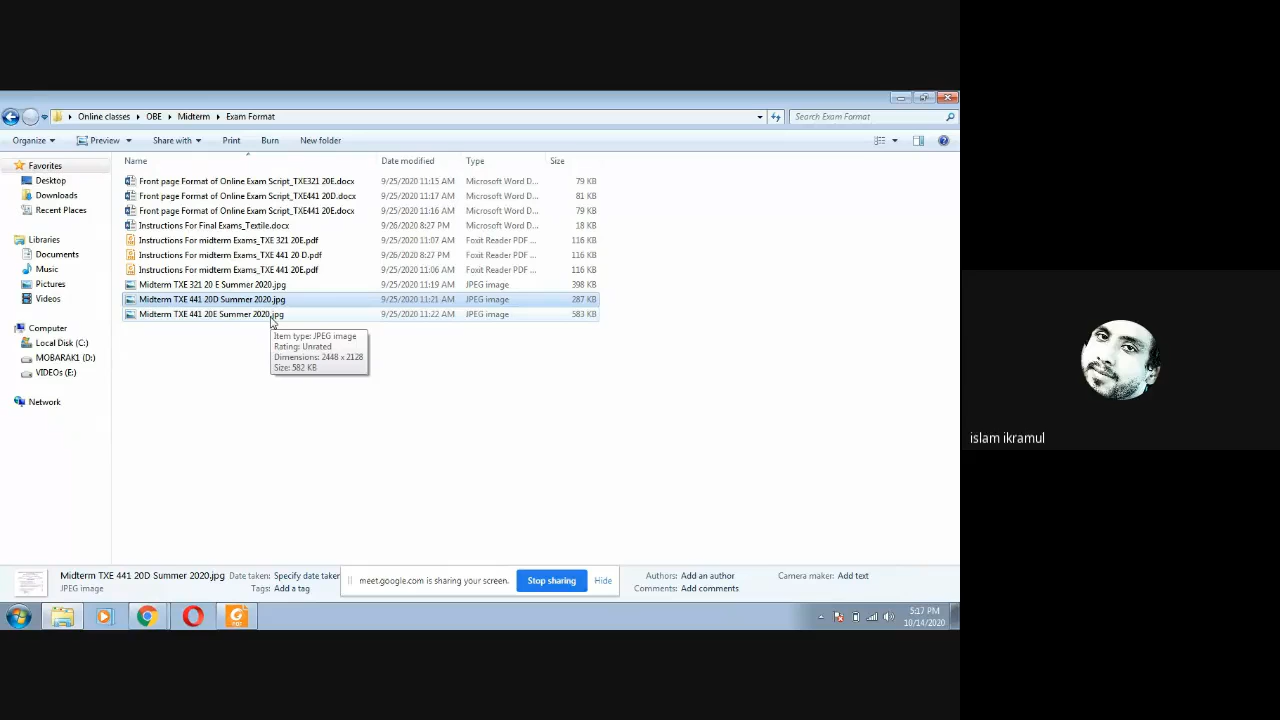 Online classes OBE Midterm Exam Format
Search Exam Format
Organize Preview Share with Print Burn New folder
Name Date modified Type Size
Favorites
Desktop
Downloads
Recent Places
Libraries
Documents
Music
Pictures
Videos
Computer
Local Disk (C:)
MOBARAK1 (D:)
VIDEOs (E:)
Network
Front page Format of Online Exam Script_TXE321 20E.docx 9/25/2020 11:15 AM Microsoft Word D... 79 KB
Front page Format of Online Exam Script_TXE441 20D.docx 9/25/2020 11:17 AM Microsoft Word D... 81 KB
Front page Format of Online Exam Script_TXE441 20E.docx 9/25/2020 11:16 AM Microsoft Word D... 79 KB
Instructions For Final Exams_Textile.docx 9/26/2020 8:27 PM Microsoft Word D... 18 KB
Instructions For midterm Exams_TXE 321 20E.pdf 9/25/2020 11:07 AM Foxit Reader PDF ... 116 KB
Instructions For midterm Exams_TXE 441 20 D.pdf 9/26/2020 8:27 PM Foxit Reader PDF ... 116 KB
Instructions For midterm Exams_TXE 441 20E.pdf 9/25/2020 11:06 AM Foxit Reader PDF ... 116 KB
Midterm TXE 321 20 E Summer 2020.jpg 9/25/2020 11:19 AM JPEG image 398 KB
Midterm TXE 441 20D Summer 2020.jpg 9/25/2020 11:21 AM JPEG image 287 KB
Midterm TXE 441 20E Summer 2020.jpg 9/25/2020 11:22 AM JPEG image 583 KB
Item type: JPEG image
Rating: Unrated
Dimensions: 2448 x 2128
Size: 582 KB
islam ikramul
Midterm TXE 441 20D Summer 2020.jpg Date taken: Specify date taken Authors: Add an author Camera maker: Add text
JPEG image Tags: Add a tag Comments: Add comments
meet.google.com is sharing your screen. Stop sharing Hide
5:17 PM
10/14/2020